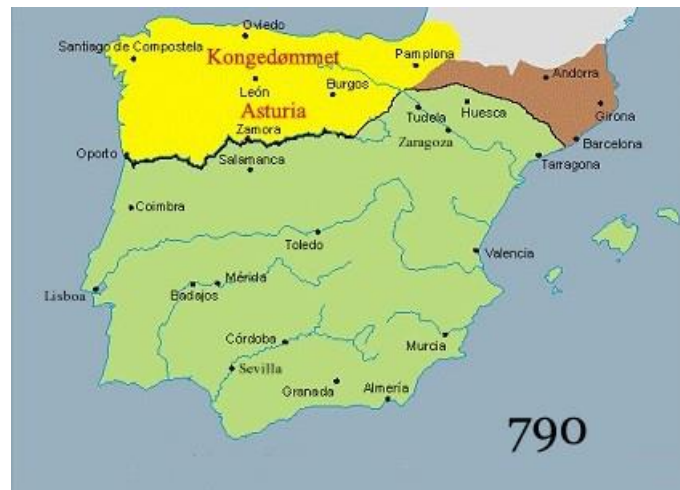 Oviedo
Santiago de Compostela
Kongedømmet
Pamplona
Andorra
León
Burgos
Asturia
Tudela
Huesca
Girona
Zamora
Zaragoza
Barcelona
Oporto
Salamanca
Tarragona
Coimbra
Toledo
Valencia
Lisboa
Badajos
Mérida
Córdoba
Murcia
Sevilla
Granada
Almería
790